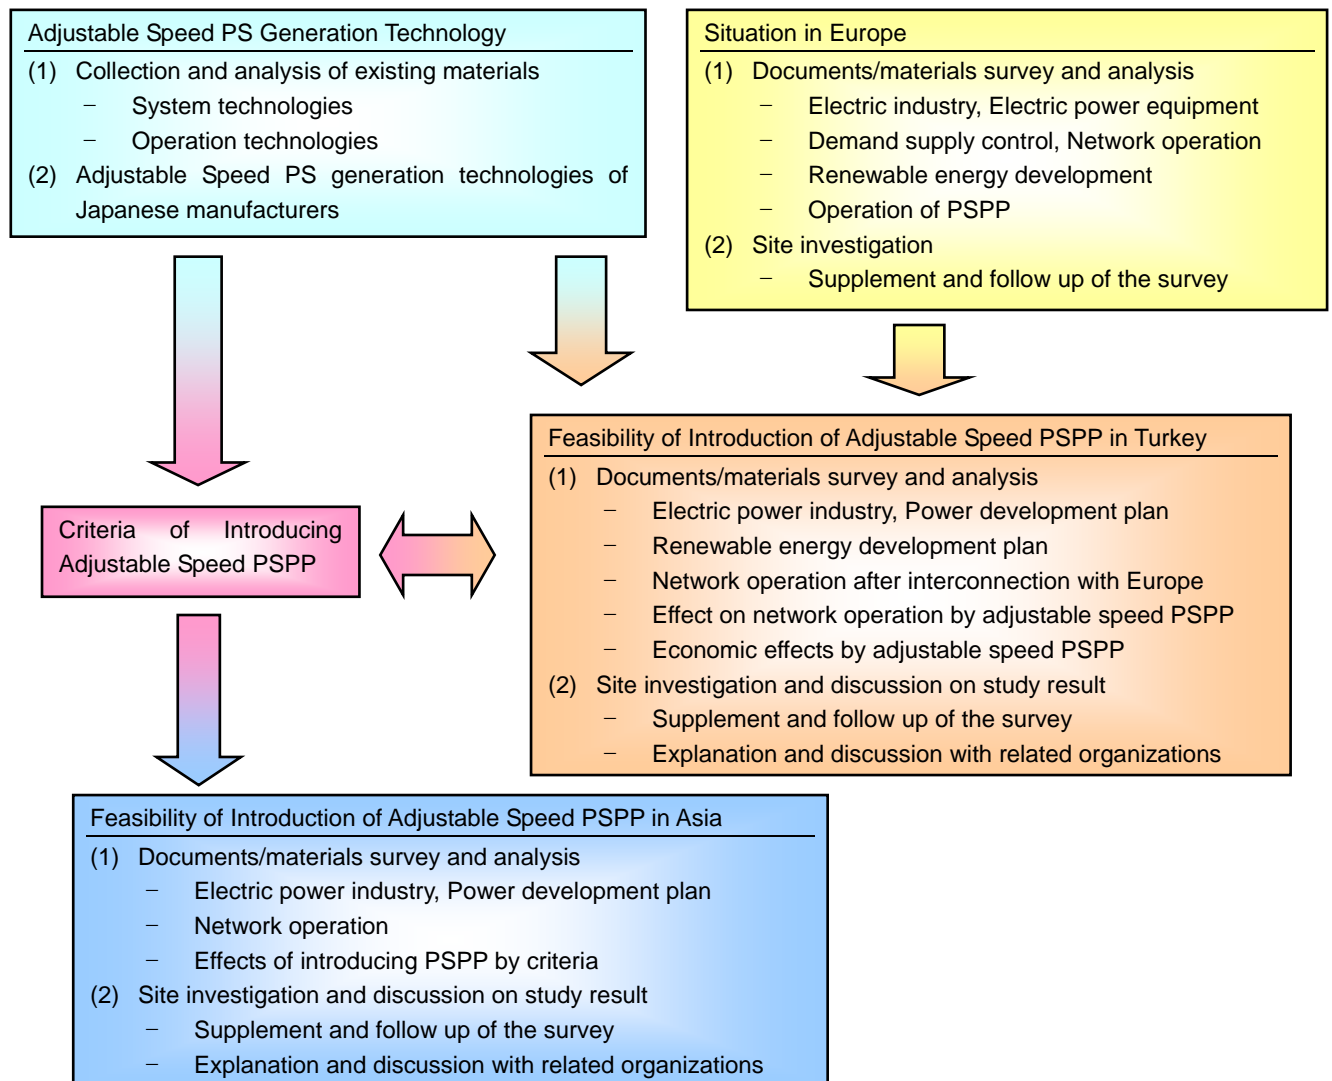 Adjustable Speed PS Generation Technology
(1) Collection and analysis of existing materials
− System technologies
− Operation technologies
(2) Adjustable Speed PS generation technologies of
Japanese manufacturers
Situation in Europe
(1) Documents/materials survey and analysis
− Electric industry, Electric power equipment
− Demand supply control, Network operation
− Renewable energy development
− Operation of PSPP
(2) Site investigation
− Supplement and follow up of the survey
Criteria of Introducing
Adjustable Speed PSPP
Feasibility of Introduction of Adjustable Speed PSPP in Turkey
(1) Documents/materials survey and analysis
− Electric power industry, Power development plan
− Renewable energy development plan
− Network operation after interconnection with Europe
− Effect on network operation by adjustable speed PSPP
− Economic effects by adjustable speed PSPP
(2) Site investigation and discussion on study result
− Supplement and follow up of the survey
− Explanation and discussion with related organizations
Feasibility of Introduction of Adjustable Speed PSPP in Asia
(1) Documents/materials survey and analysis
− Electric power industry, Power development plan
− Network operation
− Effects of introducing PSPP by criteria
(2) Site investigation and discussion on study result
− Supplement and follow up of the survey
− Explanation and discussion with related organizations